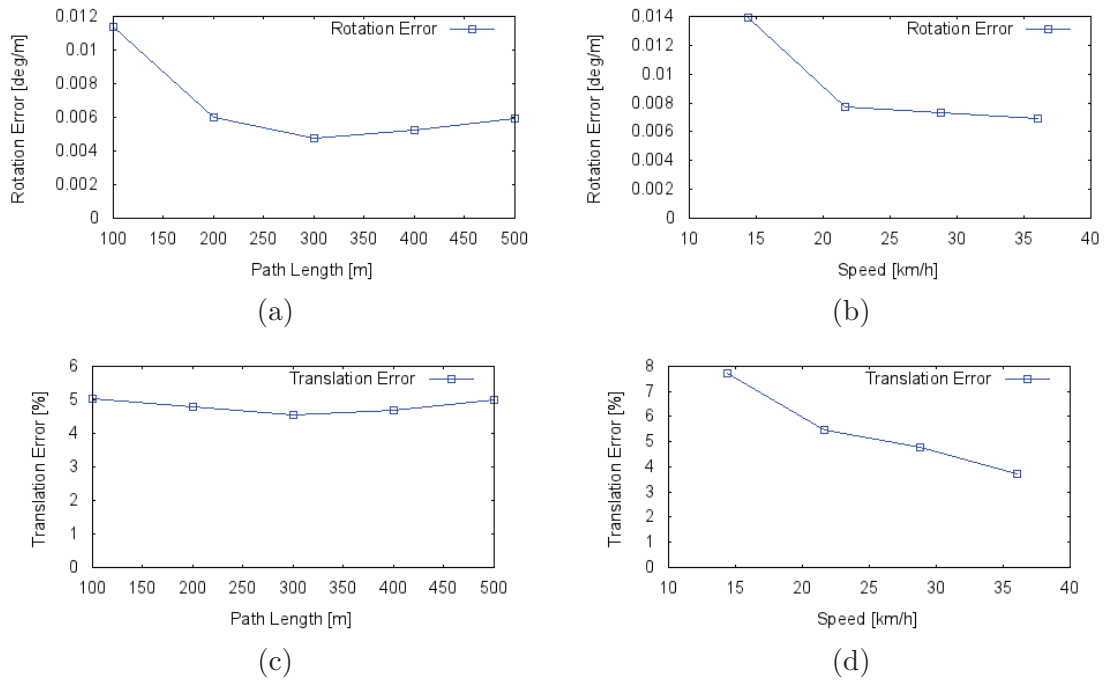 0.012
0.01
0.008
0.006
0.004
0.002
0
Rotation Error [deg/m]
Rotation Error
100 150 200 250 300 350 400 450 500
Path Length [m]
(a)
0.014
0.012
0.01
0.008
0.006
0.004
0.002
0
Rotation Error [deg/m]
Rotation Error
10 15 20 25 30 35 40
Speed [km/h]
(b)
6
5
4
3
2
1
0
Translation Error [%]
Translation Error
100 150 200 250 300 350 400 450 500
Path Length [m]
(c)
8
7
6
5
4
3
2
1
0
Translation Error [%]
Translation Error
10 15 20 25 30 35 40
Speed [km/h]
(d)